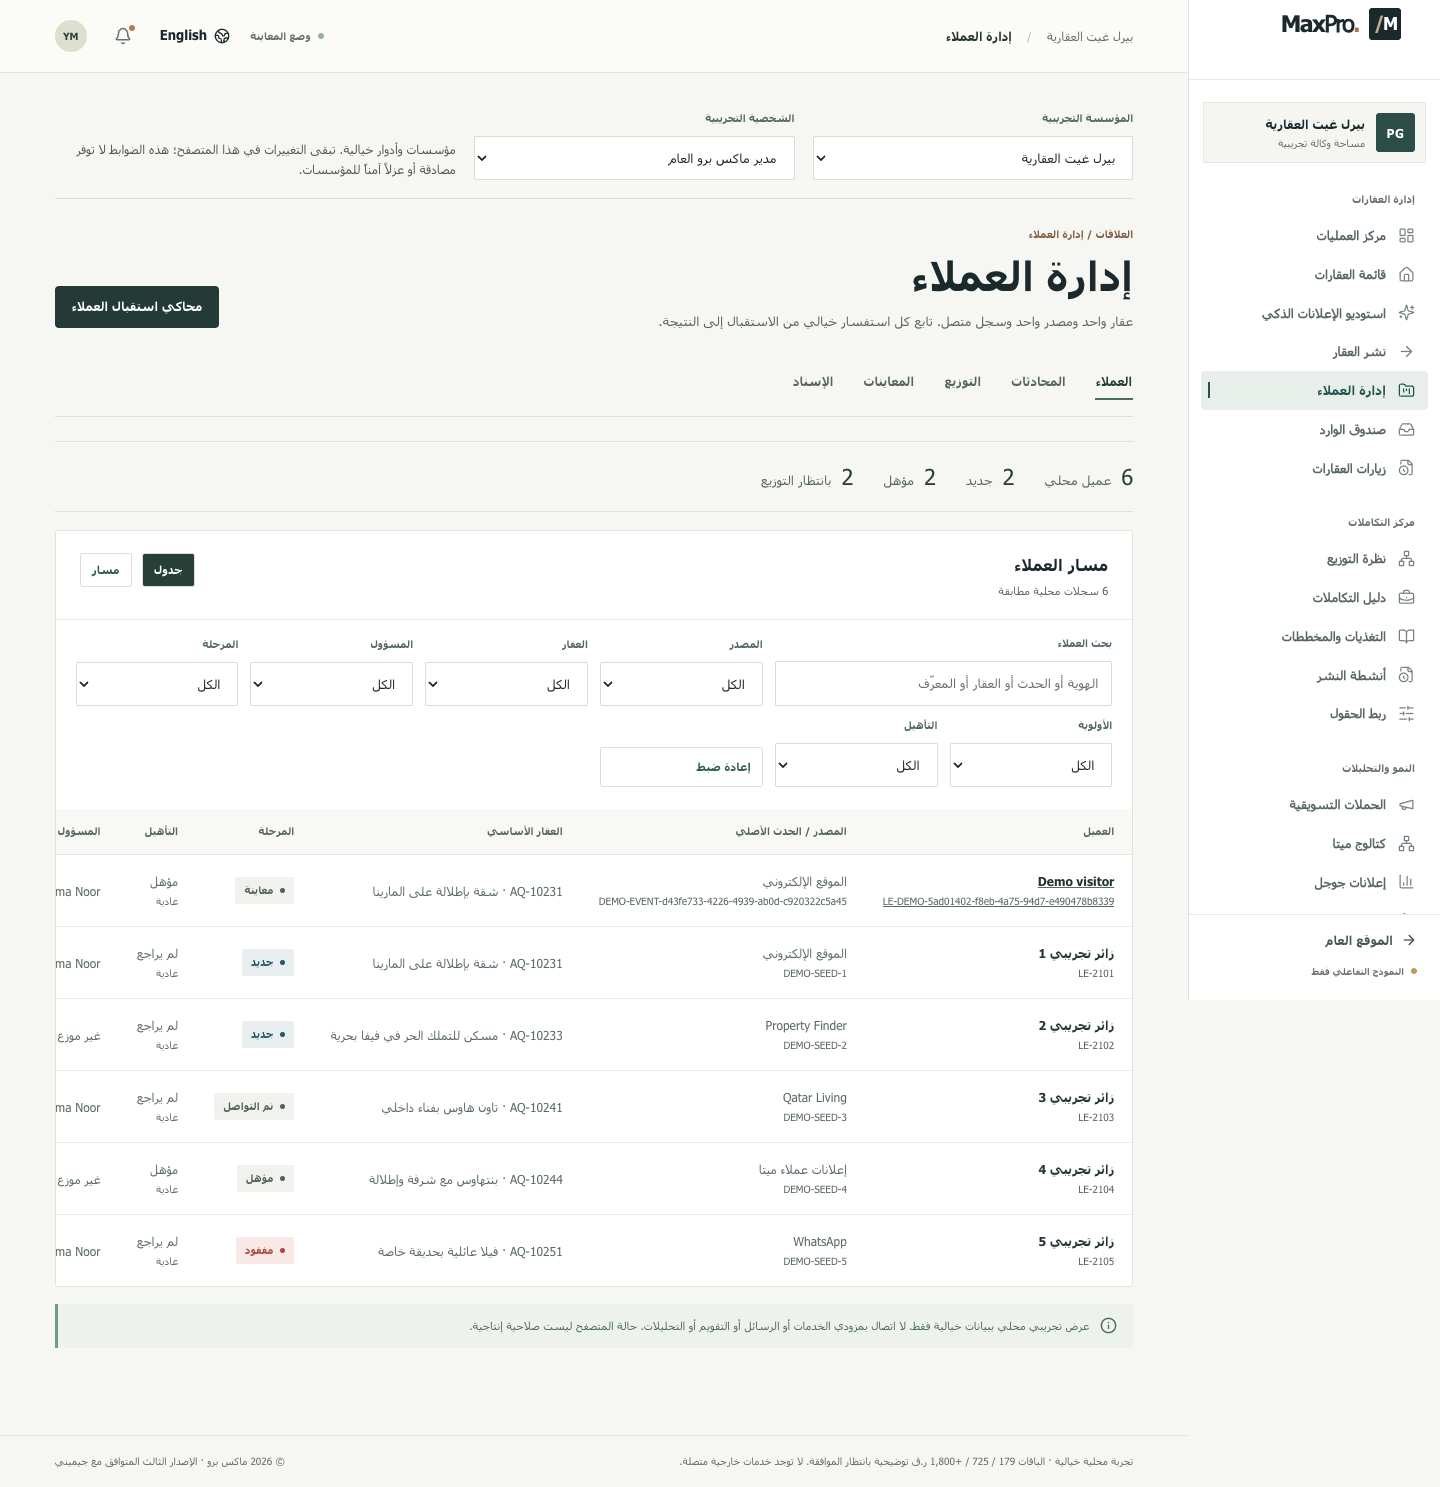 MaxPro.
/M
بيرل غيت العقارية
مساحة وكالة تجريبية
PG
إدارة العقارات
مركز العمليات
قائمة العقارات
استوديو الإعلانات الذكي
نشر العقار
إدارة العملاء
صندوق الوارد
زيارات العقارات
مركز التكاملات
نظرة التوزيع
دليل التكاملات
التغذيات والمخططات
أنشطة النشر
ربط الحقول
النمو والتحليلات
الحملات التسويقية
كتالوج ميتا
إعلانات جوجل
الموقع العام
النموذج التفاعلي فقط
بيرل غيت العقارية / إدارة العملاء
وضع المعاينة
English
YM
المؤسسة التجريبية
بيرل غيت العقارية
الشخصية التجريبية
مدير ماكس برو العام
مؤسسات وأدوار خيالية. تبقى التغييرات في هذا المتصفح؛ هذه الضوابط لا توفر
مصادقة أو عزلاً آمناً للمؤسسات.
العلاقات / إدارة العملاء
إدارة العملاء
عقار واحد ومصدر واحد وسجل متصل. تابع كل استفسار خيالي من الاستقبال إلى النتيجة.
محاكي استقبال العملاء
العملاء المحادثات التوزيع المعاينات الإسناد
6 عميل محلي 2 جديد 2 مؤهل 2 بانتظار التوزيع
مسار العملاء
6 سجلات محلية مطابقة
جدول مسار
بحث العملاء المصدر العقار المسؤول المرحلة
الهوية أو الحدث أو العقار أو المعرّف الكل الكل الكل الكل
الأولوية التأهيل
الكل الكل إعادة ضبط
العميل المصدر / الحدث الأصلي العقار الأساسي المرحلة التأهيل المسؤول
Demo visitor الموقع الإلكتروني AQ-10231 · شقة بإطلالة على المارينا معاينة مؤهل ma Noor
LE-DEMO-5ad01402-f8eb-4a75-94d7-e490478b8339 DEMO-EVENT-d43fe733-4226-4939-ab0d-c920322c5a45 عادية
زائر تجريبي 1 الموقع الإلكتروني AQ-10231 · شقة بإطلالة على المارينا جديد لم يراجع ma Noor
LE-2101 DEMO-SEED-1 عادية
زائر تجريبي 2 Property Finder AQ-10233 · مسكن للتملك الحر في فيفا بحرية جديد لم يراجع غير موزع
LE-2102 DEMO-SEED-2 عادية
زائر تجريبي 3 Qatar Living AQ-10241 · تاون هاوس بفناء داخلي تم التواصل لم يراجع ma Noor
LE-2103 DEMO-SEED-3 عادية
زائر تجريبي 4 إعلانات عملاء ميتا AQ-10244 · بنتهاوس مع شرفة وإطلالة مؤهل مؤهل غير موزع
LE-2104 DEMO-SEED-4 عادية
زائر تجريبي 5 WhatsApp AQ-10251 · فيلا عائلية بحديقة خاصة مفقود لم يراجع ma Noor
LE-2105 DEMO-SEED-5 عادية
عرض تجريبي محلي ببيانات خيالية فقط. لا اتصال بمزودي الخدمات أو الرسائل أو التقويم أو التحليلات. حالة المتصفح ليست صلاحية إنتاجية.
تجربة محلية خيالية · الباقات 179 / 725 / +1,800 ر.ق توضيحية بانتظار الموافقة. لا توجد خدمات خارجية متصلة.
© 2026 ماكس برو · الإصدار الثالث المتوافق مع جيميني